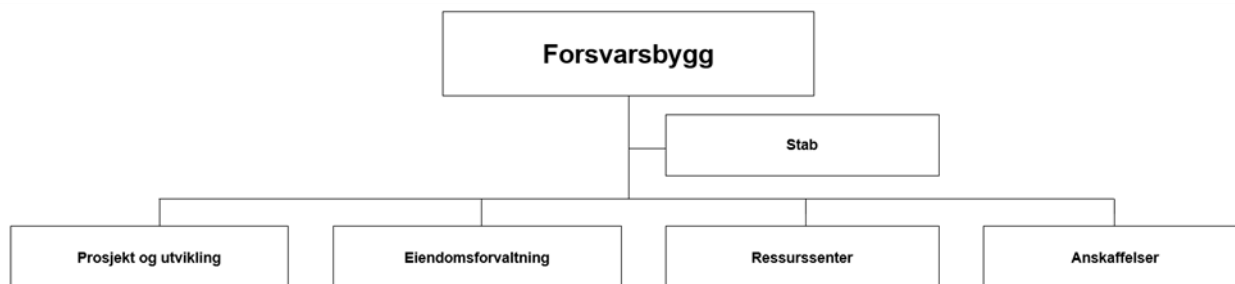 Forsvarsbygg
Stab
Prosjekt og utvikling
Eiendomsforvaltning
Ressurssenter
Anskaffelser